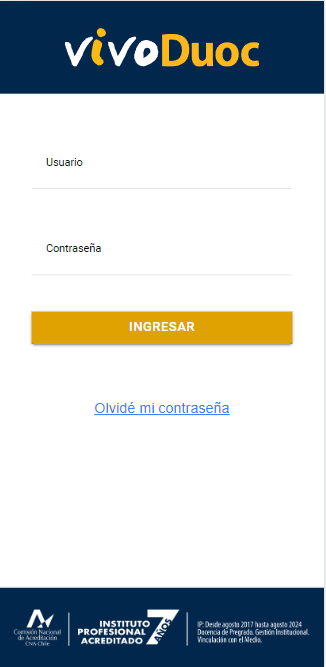 vivoDuoc
Usuario
Contraseña
INGRESAR
Olvidé mi contraseña
Comisión Nacional
de Acreditación
CNA-Chile
INSTITUTO
PROFESIONAL
ACREDITADO
7 AÑOS
IP: Desde agosto 2017 hasta agosto 2024
Docencia de Pregrado. Gestión Institucional.
Vinculación con el Medio.